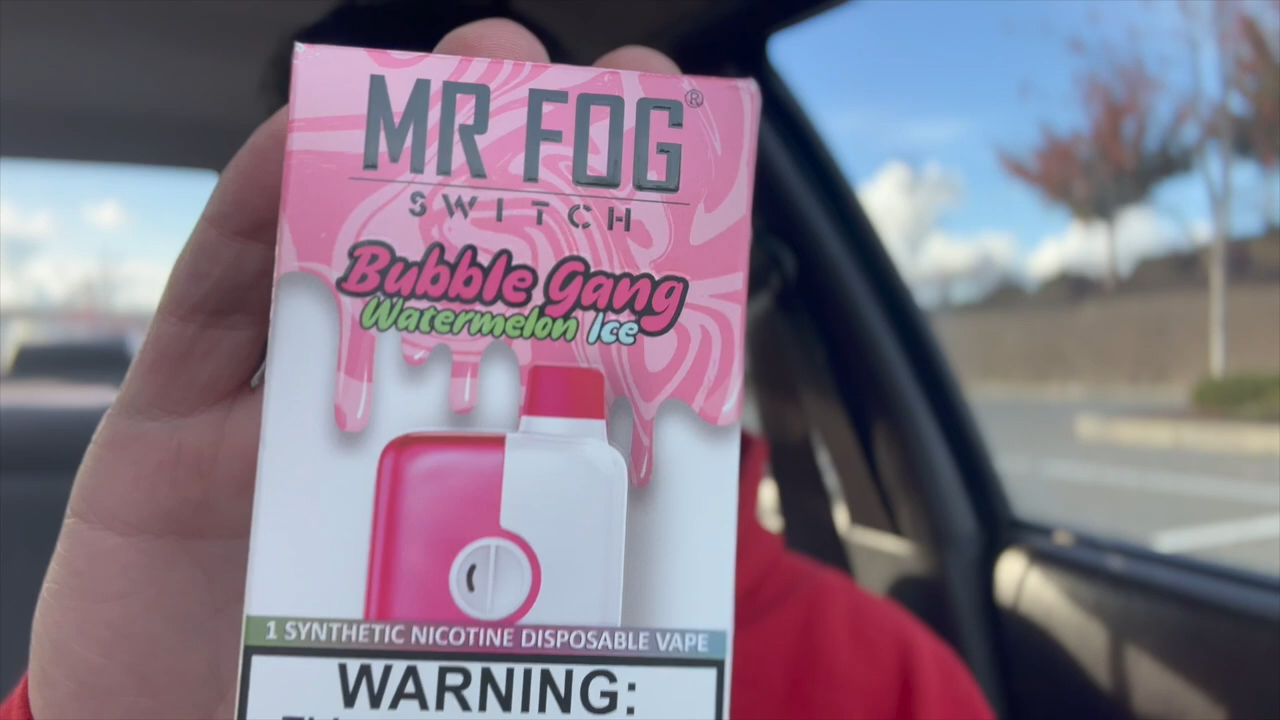 MR FOG®
SWITCH
Bubble Gang
Watermelon Ice
1 SYNTHETIC NICOTINE DISPOSABLE VAPE
WARNING: